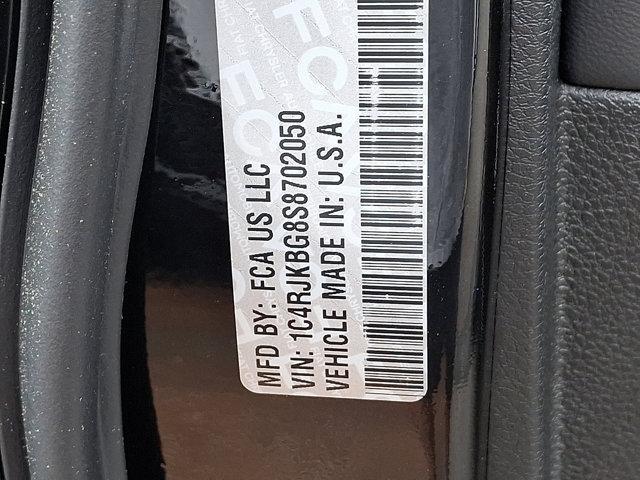 MFD BY: FCA US LLC
VIN: 1C4RJKBG8S8702050
VEHICLE MADE IN: U.S.A.